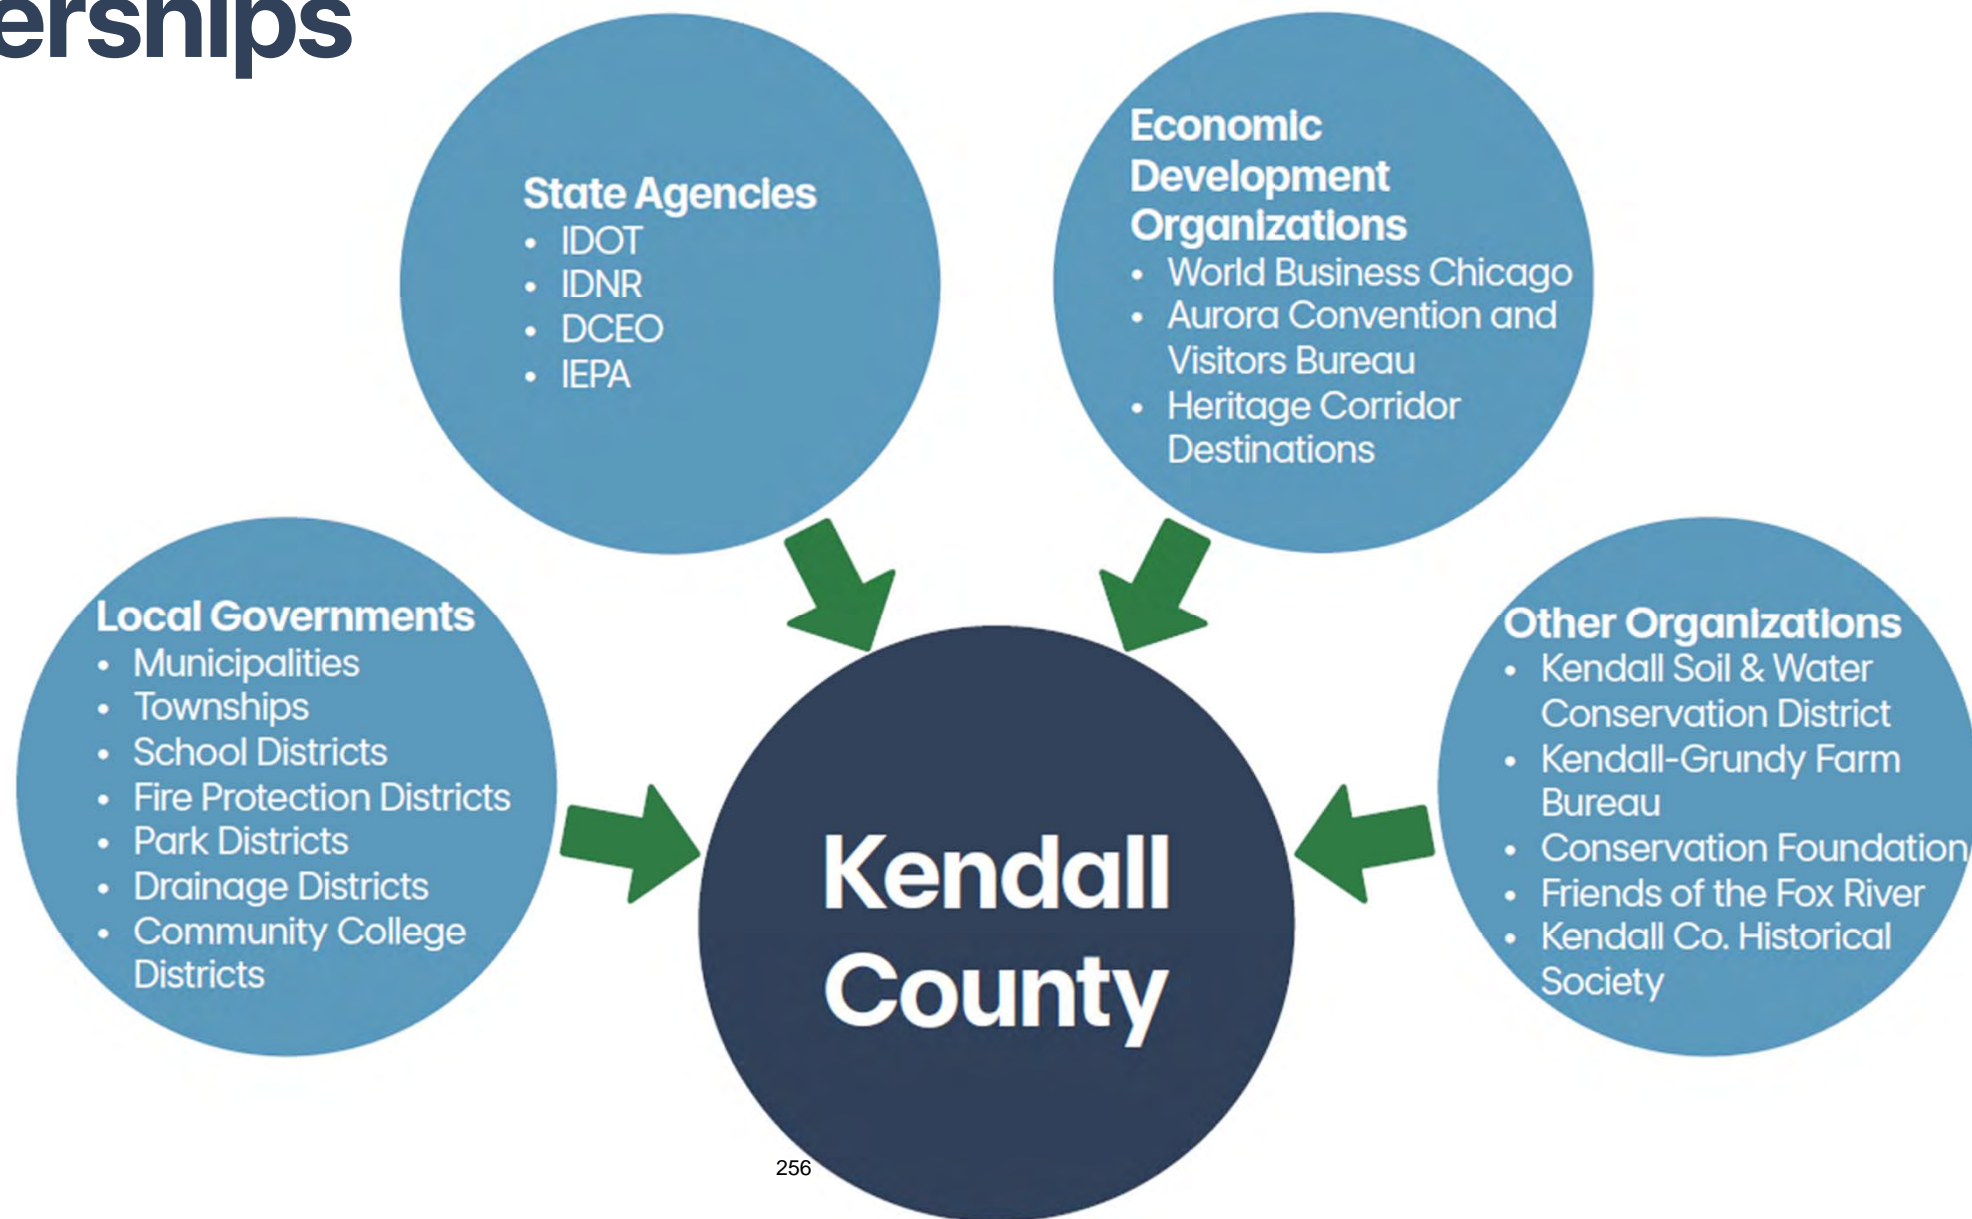 erships
State Agencies
• IDOT
• IDNR
• DCEO
• IEPA
Economic
Development
Organizations
• World Business Chicago
• Aurora Convention and
Visitors Bureau
• Heritage Corridor
Destinations
Local Governments
• Municipalities
• Townships
• School Districts
• Fire Protection Districts
• Park Districts
• Drainage Districts
• Community College
Districts
Other Organizations
• Kendall Soil & Water
Conservation District
• Kendall-Grundy Farm
Bureau
• Conservation Foundation
• Friends of the Fox River
• Kendall Co. Historical
Society
Kendall
County
256